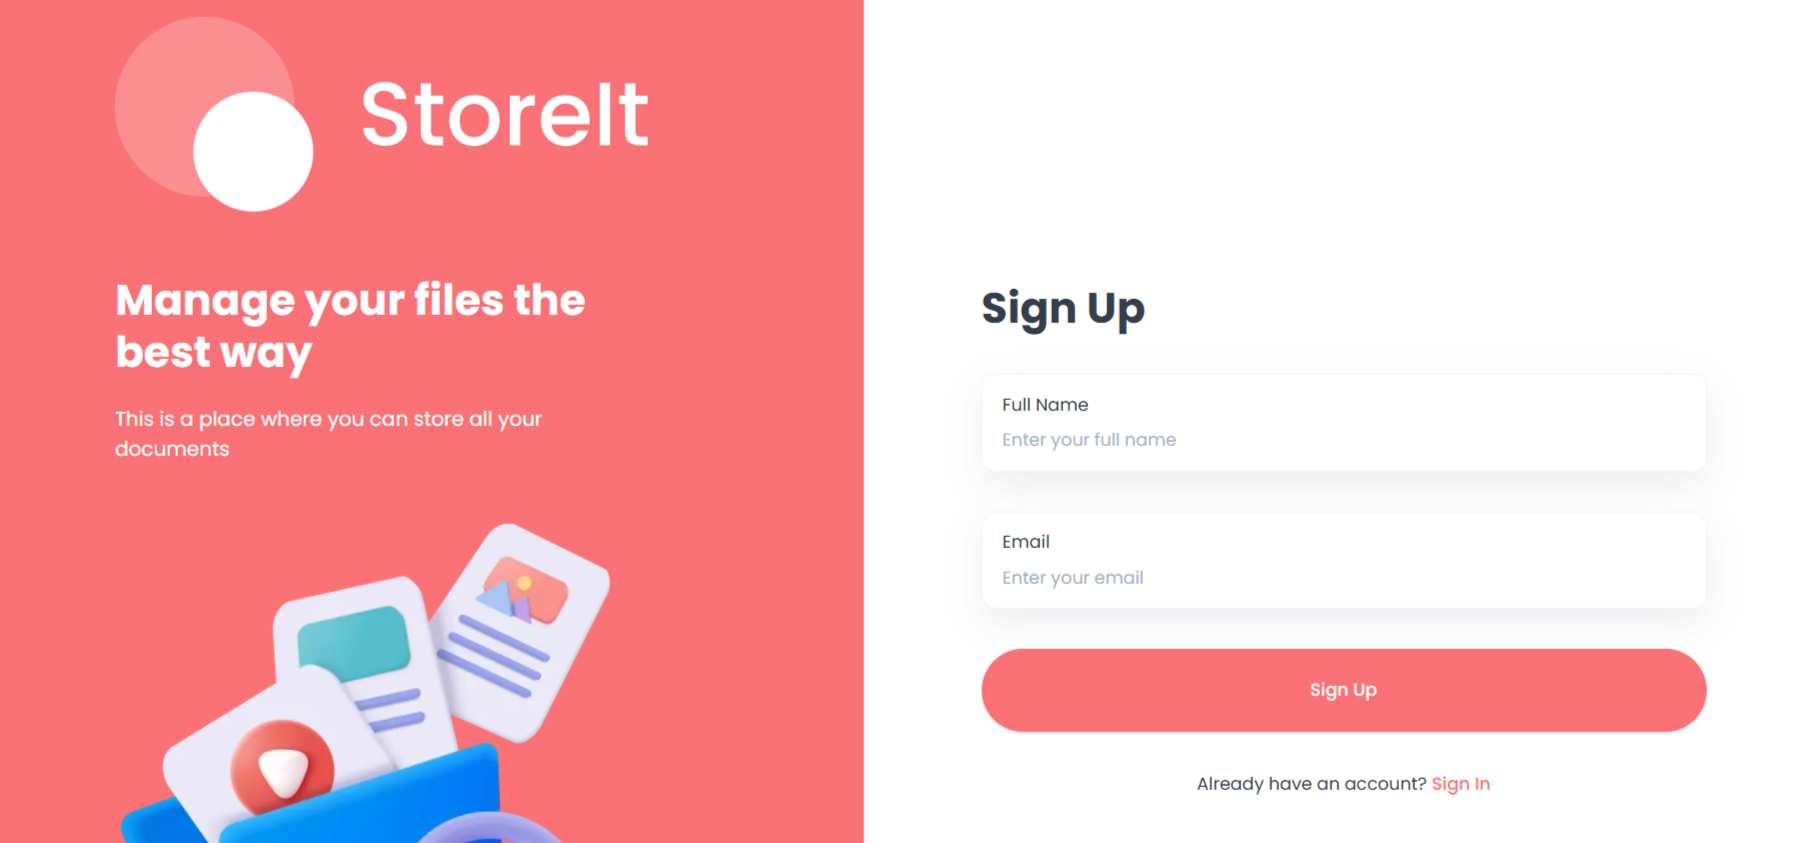 StoreIt
Manage your files the
best way
This is a place where you can store all your
documents
Sign Up
Full Name
Enter your full name
Email
Enter your email
Sign Up
Already have an account? Sign In